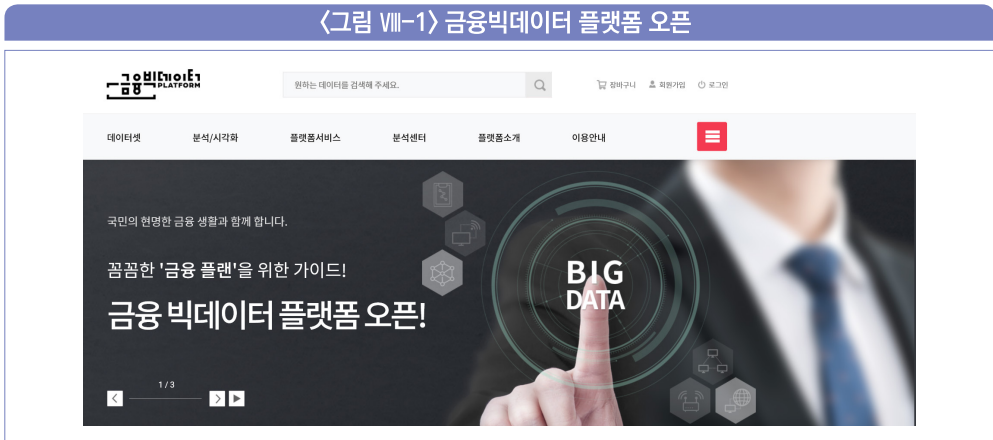 〈그림 Ⅷ-1〉 금융빅데이터 플랫폼 오픈
금융빅데이터
PLATFORM
원하는 데이터를 검색해 주세요.
장바구니 회원가입 로그인
데이터셋 분석/시각화 플랫폼서비스 분석센터 플랫폼소개 이용안내
국민의 현명한 금융 생활과 함께 합니다.
꼼꼼한 '금융 플랜'을 위한 가이드!
금융 빅데이터 플랫폼 오픈!
BIG
DATA
1 / 3